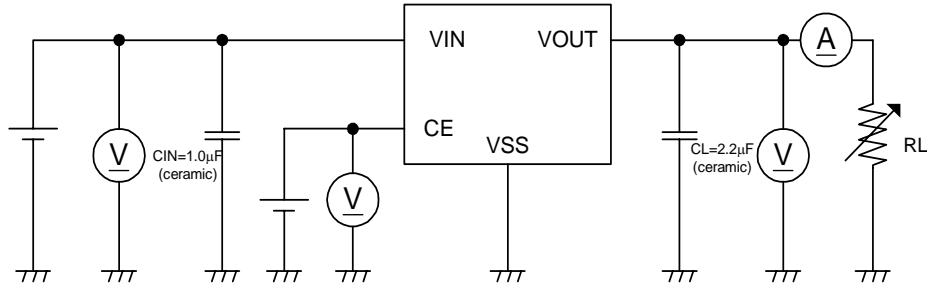 VIN
VOUT
A
CE
VSS
V
CIN=1.0μF
(ceramic)
V
CL=2.2μF
(ceramic)
V
RL